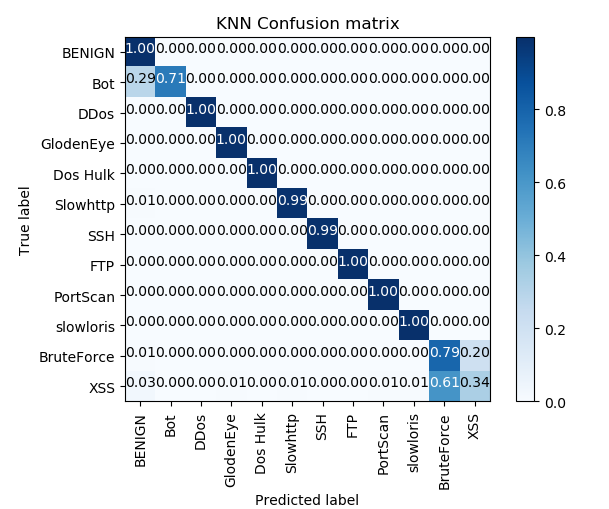 KNN Confusion matrix
BENIGN 1.00 0.00 0.00 0.00 0.00 0.00 0.00 0.00 0.00 0.00 0.00 0.00
Bot 0.29 0.71 0.00 0.00 0.00 0.00 0.00 0.00 0.00 0.00 0.00 0.00
DDos 0.00 0.00 1.00 0.00 0.00 0.00 0.00 0.00 0.00 0.00 0.00 0.00
GlodenEye 0.00 0.00 0.00 1.00 0.00 0.00 0.00 0.00 0.00 0.00 0.00 0.00
Dos Hulk 0.00 0.00 0.00 0.00 1.00 0.00 0.00 0.00 0.00 0.00 0.00 0.00
Slowhttp 0.01 0.00 0.00 0.00 0.00 0.99 0.00 0.00 0.00 0.00 0.00 0.00
SSH 0.00 0.00 0.00 0.00 0.00 0.00 0.99 0.00 0.00 0.00 0.00 0.00
FTP 0.00 0.00 0.00 0.00 0.00 0.00 0.00 1.00 0.00 0.00 0.00 0.00
PortScan 0.00 0.00 0.00 0.00 0.00 0.00 0.00 0.00 1.00 0.00 0.00 0.00
slowloris 0.00 0.00 0.00 0.00 0.00 0.00 0.00 0.00 0.00 1.00 0.00 0.00
BruteForce 0.01 0.00 0.00 0.00 0.00 0.00 0.00 0.00 0.00 0.00 0.79 0.20
XSS 0.03 0.00 0.00 0.01 0.00 0.01 0.00 0.00 0.01 0.01 0.61 0.34
BENIGN Bot DDos GlodenEye Dos Hulk Slowhttp SSH FTP PortScan slowloris BruteForce XSS
Predicted label
True label
0.8
0.6
0.4
0.2
0.0